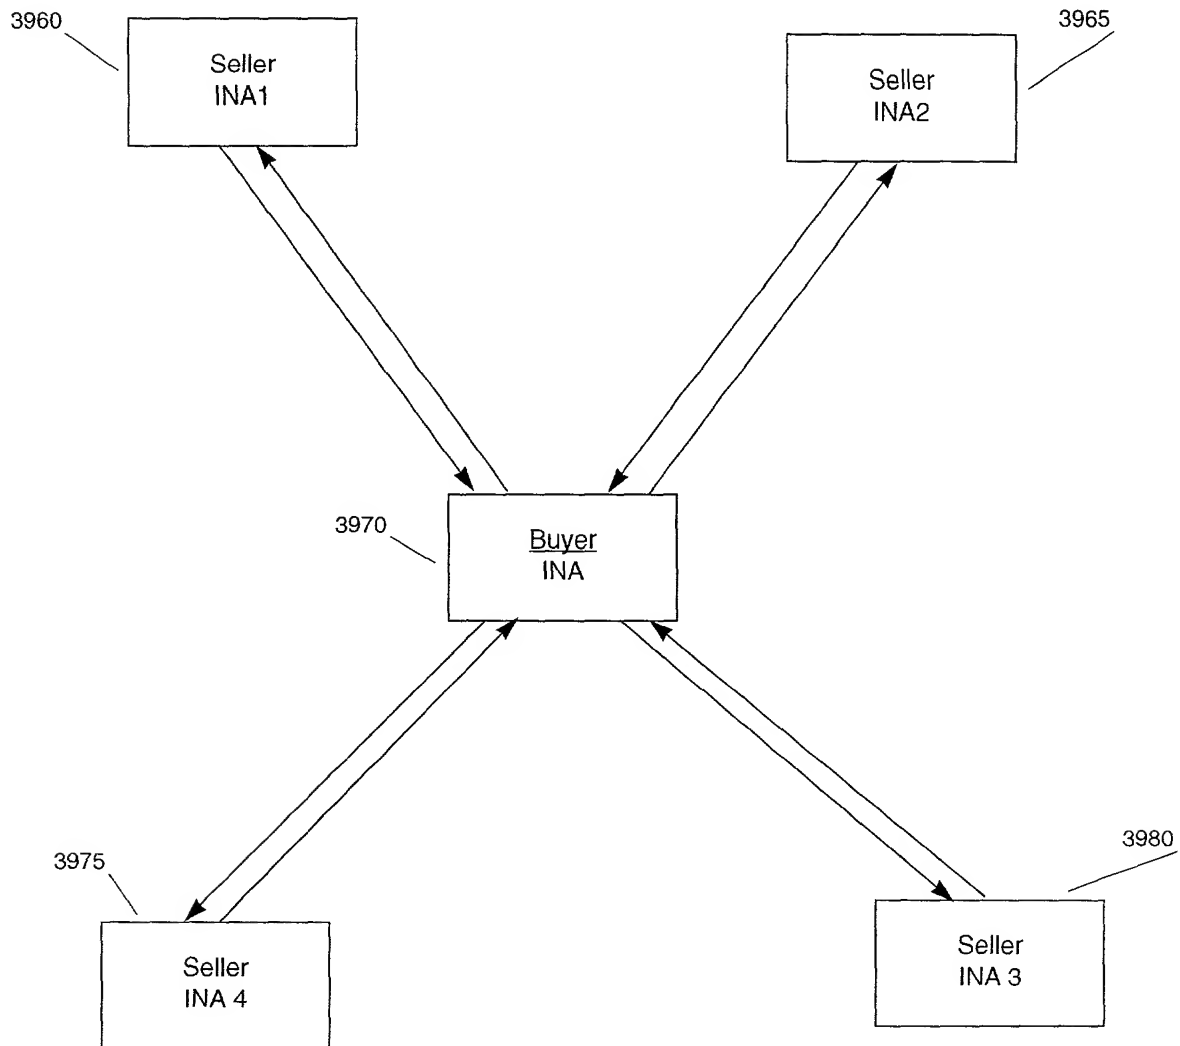 3960
Seller
INA1
3965
Seller
INA2
3970
Buyer
INA
3975
Seller
INA 4
3980
Seller
INA 3